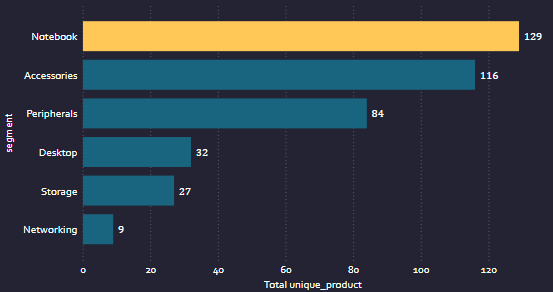 Notebook 129
Accessories 116
Peripherals 84
Desktop 32
Storage 27
Networking 9
segment
0 20 40 60 80 100 120
Total unique_product